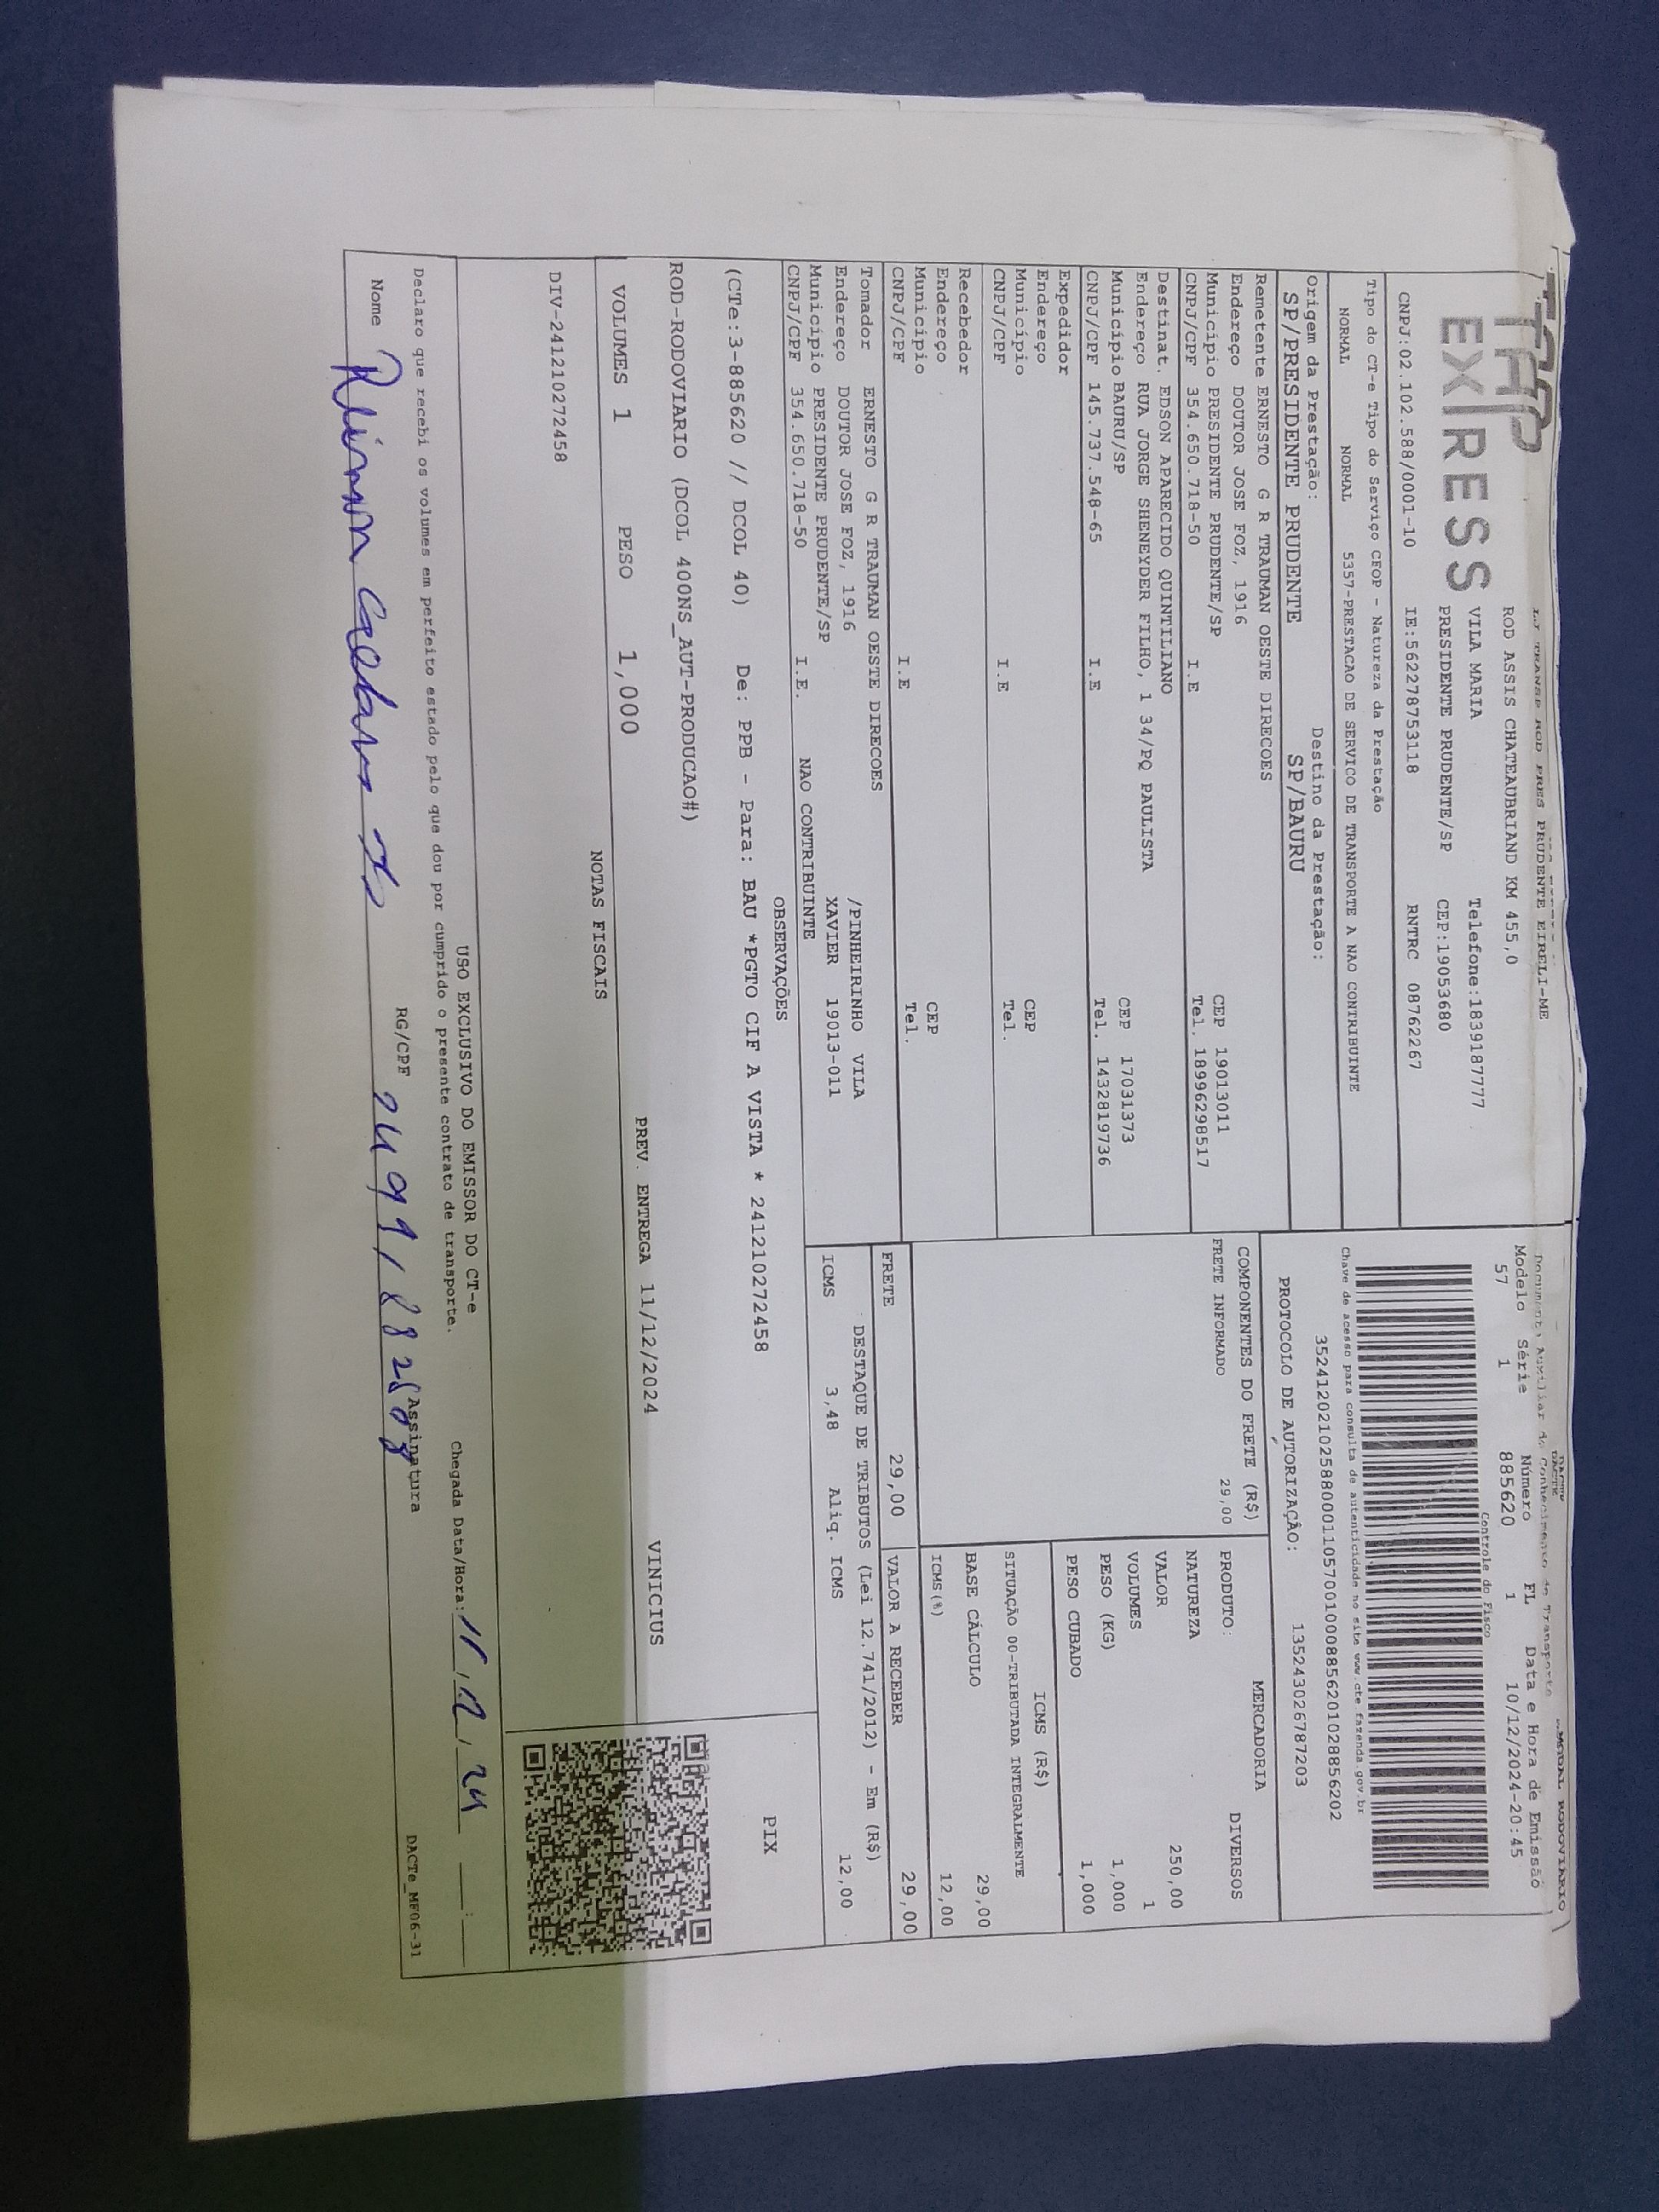 TAP
EXPRESS
LJ TRANSP ROD PRES PRUDENTE EIRELI-ME
ROD ASSIS CHATEAUBRIAND KM 455,0
VILA MARIA Telefone:1839187777
PRESIDENTE PRUDENTE/SP CEP:19053680
CNPJ:02.102.588/0001-10 IE:562278753118 RNTRC 08762267
DACTE
MODAL RODOVIÁRIO
Documento Auxiliar do Conhecimento de Transporte
Modelo Série Número FL Data e Hora de Emissão
57 1 885620 1 10/12/2024-20:45
Controle do Fisco
Chave de acesso para consulta de autenticidade no site www.cte.fazenda.gov.br
35241202102588000110570010008856201028856202
PROTOCOLO DE AUTORIZAÇÃO: 135243026787203
Tipo do CT-e Tipo do Serviço CFOP - Natureza da Prestação
NORMAL NORMAL 5357-PRESTACAO DE SERVICO DE TRANSPORTE A NAO CONTRIBUINTE
Origem da Prestação: Destino da Prestação:
SP/PRESIDENTE PRUDENTE SP/BAURU
Remetente ERNESTO G R TRAUMAN OESTE DIRECOES
Endereço DOUTOR JOSE FOZ, 1916 CEP 19013011
Município PRESIDENTE PRUDENTE/SP Tel. 18996298517
CNPJ/CPF 354.650.718-50 I.E
Destinat. EDSON APARECIDO QUINTILIANO
Endereço RUA JORGE SHENEYDER FILHO, 1 34/PQ PAULISTA
Município BAURU/SP CEP 17031373
CNPJ/CPF 145.737.548-65 I.E Tel. 1432819736
Expedidor
Endereço
Município CEP
CNPJ/CPF I.E Tel.
Recebedor
Endereço
Município CEP
CNPJ/CPF I.E Tel.
Tomador ERNESTO G R TRAUMAN OESTE DIRECOES
Endereço DOUTOR JOSE FOZ, 1916 /PINHEIRINHO VILA
Município PRESIDENTE PRUDENTE/SP XAVIER 19013-011
CNPJ/CPF 354.650.718-50 I.E. NAO CONTRIBUINTE
COMPONENTES DO FRETE (R$)
FRETE INFORMADO 29,00
MERCADORIA
PRODUTO: DIVERSOS
NATUREZA
VALOR 250,00
VOLUMES 1
PESO (KG) 1,000
PESO CUBADO 1,000
ICMS (R$)
SITUAÇÃO 00-TRIBUTADA INTEGRALMENTE
BASE CÁLCULO 29,00
ICMS(%) 12,00
FRETE 29,00 VALOR A RECEBER 29,00
DESTAQUE DE TRIBUTOS (Lei 12.741/2012) - Em (R$)
ICMS 3,48 Aliq. ICMS 12,00
OBSERVAÇÕES
(CTe:3-885620 // DCOL 40) De: PPB - Para: BAU *PGTO CIF A VISTA * 241210272458
ROD-RODOVIARIO (DCOL 400NS_AUT-PRODUCAO#)
PIX
VOLUMES 1 PESO 1,000 PREV. ENTREGA 11/12/2024 VINICIUS
NOTAS FISCAIS
DIV-241210272458
USO EXCLUSIVO DO EMISSOR DO CT-e
Declaro que recebi os volumes em perfeito estado pelo que dou por cumprido o presente contrato de transporte.
Chegada Data/Hora: 11/12/24 __:__
Nome RG/CPF Assinatura
DACTe_MF06-31